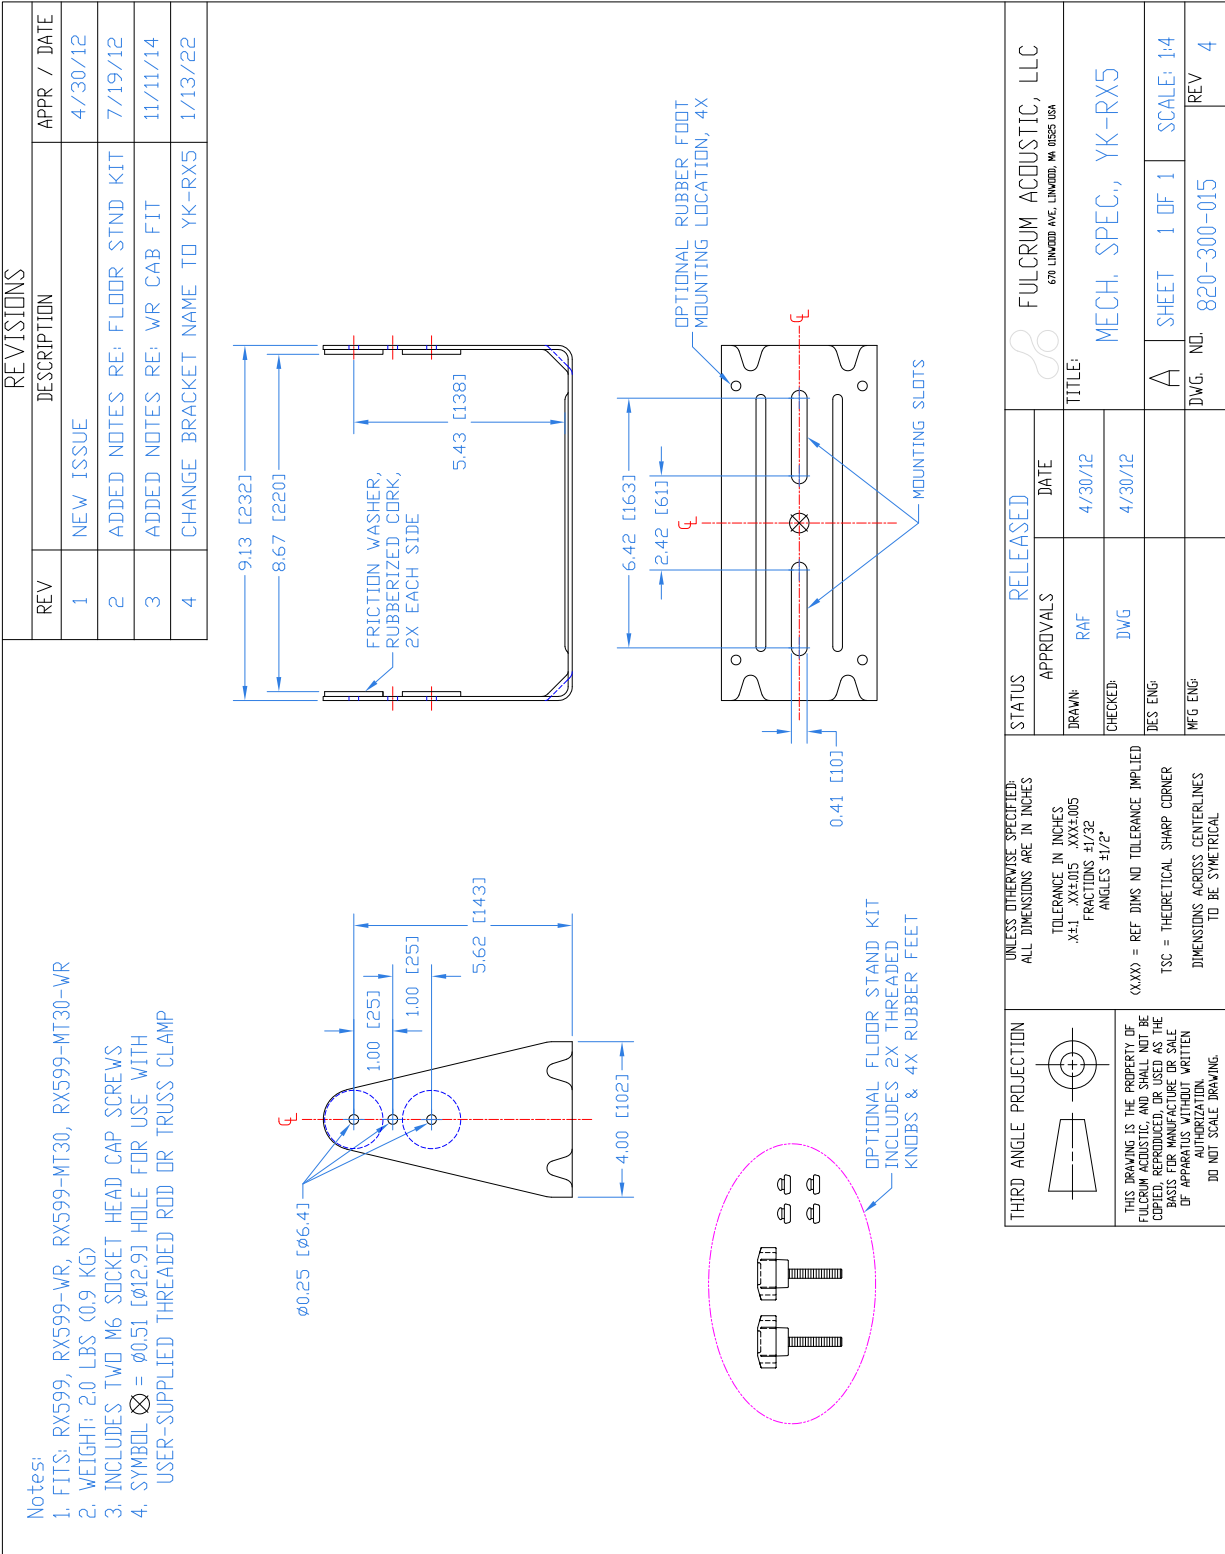 Notes:
1. FITS: RX599, RX599-WR, RX599-MT30, RX599-MT30-WR
2. WEIGHT: 2.0 LBS (0.9 KG)
3. INCLUDES TWO M6 SOCKET HEAD CAP SCREWS
4. SYMBOL ⊗ = Ø0.51 [Ø12.9] HOLE FOR USE WITH
USER-SUPPLIED THREADED ROD OR TRUSS CLAMP
REVISIONS
REV DESCRIPTION APPR / DATE
1 NEW ISSUE 4/30/12
2 ADDED NOTES RE: FLOOR STND KIT 7/19/12
3 ADDED NOTES RE: WR CAB FIT 11/11/14
4 CHANGE BRACKET NAME TO YK-RX5 1/13/22
Ø0.25 [Ø6.4]
℄
1.00 [25]
1.00 [25]
5.62 [143]
4.00 [102]
9.13 [232]
8.67 [220]
5.43 [138]
FRICTION WASHER,
RUBBERIZED CORK,
2X EACH SIDE
OPTIONAL FLOOR STAND KIT
INCLUDES 2X THREADED
KNOBS & 4X RUBBER FEET
6.42 [163]
2.42 [61]
℄
℄
0.41 [10]
OPTIONAL RUBBER FOOT
MOUNTING LOCATION, 4X
MOUNTING SLOTS
THIRD ANGLE PROJECTION
THIS DRAWING IS THE PROPERTY OF
FULCRUM ACOUSTIC, AND SHALL NOT BE
COPIED, REPRODUCED, OR USED AS THE
BASIS FOR MANUFACTURE OR SALE
OF APPARATUS WITHOUT WRITTEN
AUTHORIZATION.
DO NOT SCALE DRAWING.
UNLESS OTHERWISE SPECIFIED:
ALL DIMENSIONS ARE IN INCHES
TOLERANCE IN INCHES
.X±.1 .XX±.015 .XXX±.005
FRACTIONS ±1/32
ANGLES ±1/2°
(X.XX) = REF DIMS NO TOLERANCE IMPLIED
TSC = THEORETICAL SHARP CORNER
DIMENSIONS ACROSS CENTERLINES
TO BE SYMETRICAL
STATUS RELEASED
APPROVALS DATE
DRAWN: RAF 4/30/12
CHECKED: DWG 4/30/12
DES ENG:
MFG ENG:
FULCRUM ACOUSTIC, LLC
670 LINWOOD AVE, LINWOOD, MA 01525 USA
TITLE:
MECH. SPEC., YK-RX5
A SHEET 1 OF 1 SCALE: 1:4
DWG. NO. 820-300-015 REV 4